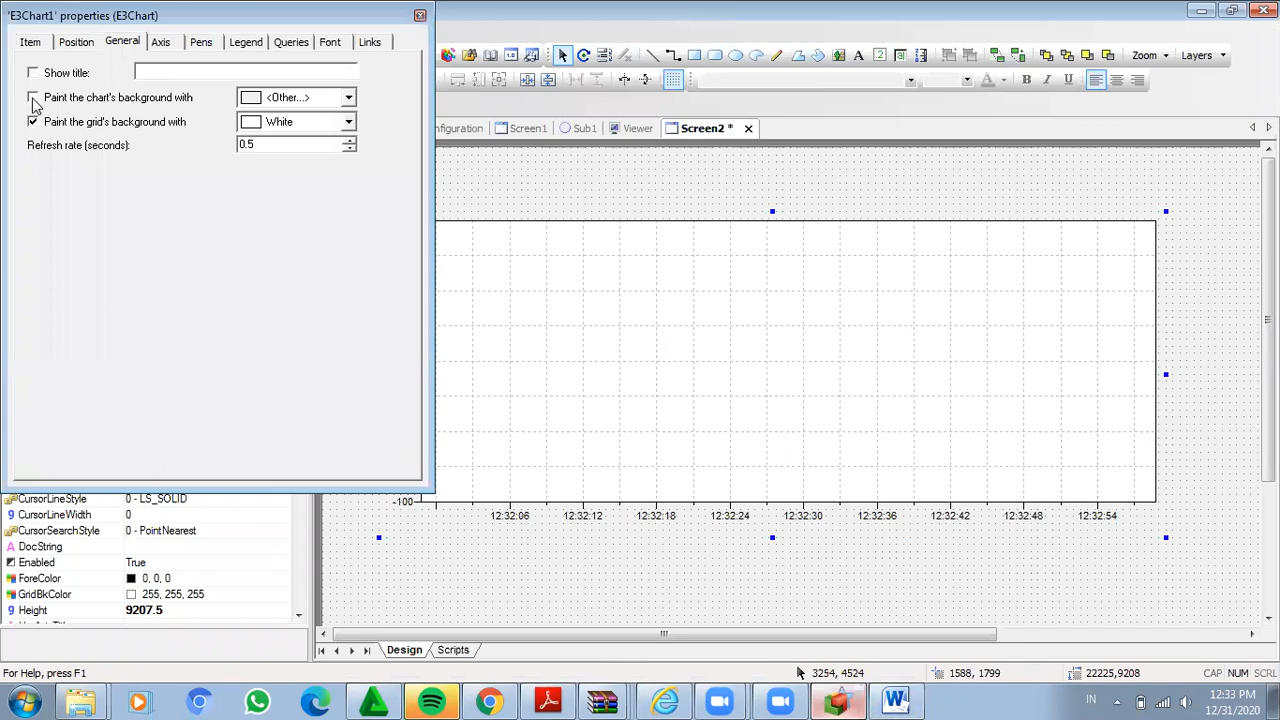 'E3Chart1' properties (E3Chart)
Item
Position
General
Axis
Pens
Legend
Queries
Font
Links
Show title:
Paint the chart's background with
<Other...>
Paint the grid's background with
White
Refresh rate (seconds):
0.5
Zoom
Layers
A
B I U
nfiguration
Screen1
Sub1
Viewer
Screen2 *
-100
12:32:06
12:32:12
12:32:18
12:32:24
12:32:30
12:32:36
12:32:42
12:32:48
12:32:54
CursorLineStyle
0 - LS_SOLID
CursorLineWidth
0
CursorSearchStyle
0 - PointNearest
DocString
Enabled
True
ForeColor
0, 0, 0
GridBkColor
255, 255, 255
Height
9207.5
Design
Scripts
For Help, press F1
3254, 4524
1588, 1799
22225,9208
CAP NUM SCRL
IN
12:33 PM
12/31/2020